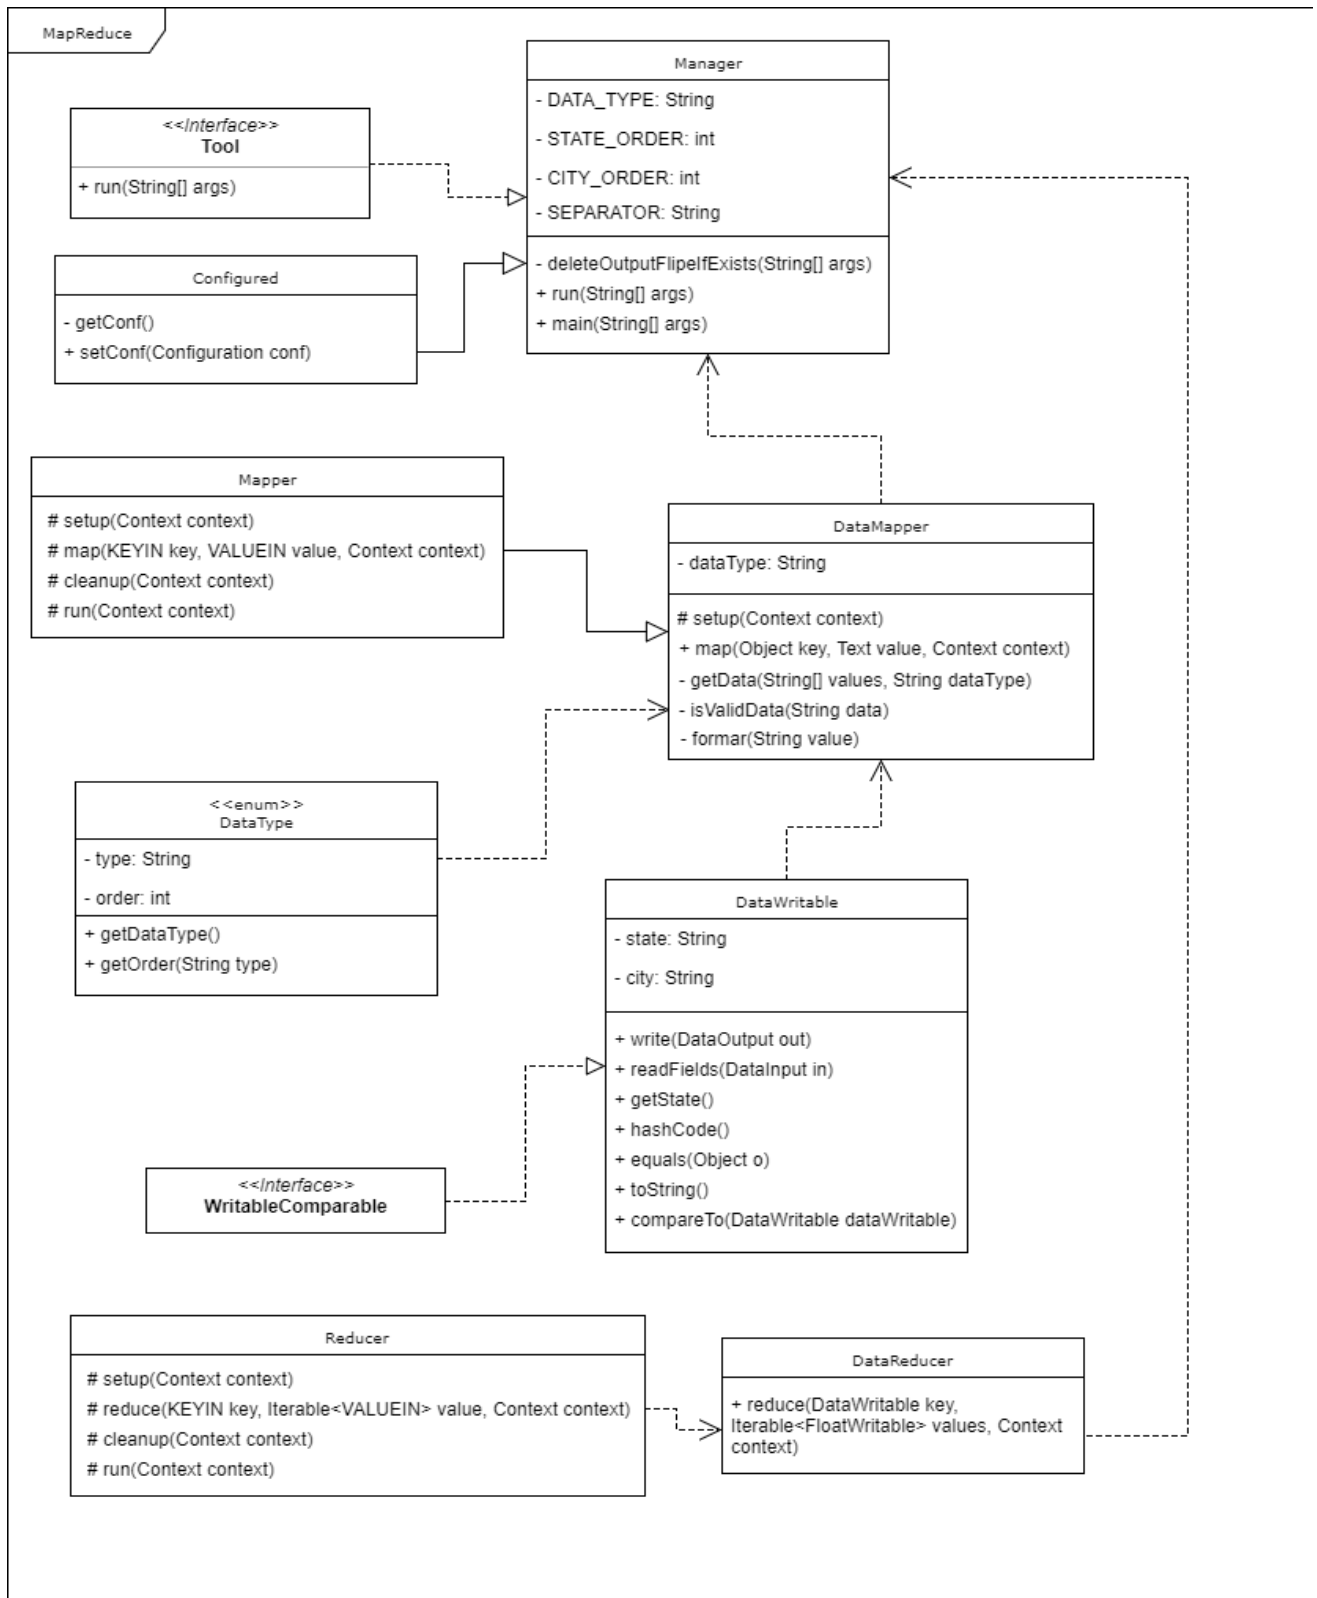 MapReduce
Manager
- DATA_TYPE: String
- STATE_ORDER: int
- CITY_ORDER: int
- SEPARATOR: String
- deleteOutputFlipeIfExists(String[] args)
+ run(String[] args)
+ main(String[] args)
<<Interface>>
Tool
+ run(String[] args)
Configured
- getConf()
+ setConf(Configuration conf)
Mapper
# setup(Context context)
# map(KEYIN key, VALUEIN value, Context context)
# cleanup(Context context)
# run(Context context)
DataMapper
- dataType: String
# setup(Context context)
+ map(Object key, Text value, Context context)
- getData(String[] values, String dataType)
- isValidData(String data)
- formar(String value)
<<enum>>
DataType
- type: String
- order: int
+ getDataType()
+ getOrder(String type)
DataWritable
- state: String
- city: String
+ write(DataOutput out)
+ readFields(DataInput in)
+ getState()
+ hashCode()
+ equals(Object o)
+ toString()
+ compareTo(DataWritable dataWritable)
<<Interface>>
WritableComparable
Reducer
# setup(Context context)
# reduce(KEYIN key, Iterable<VALUEIN> value, Context context)
# cleanup(Context context)
# run(Context context)
DataReducer
+ reduce(DataWritable key,
Iterable<FloatWritable> values, Context
context)